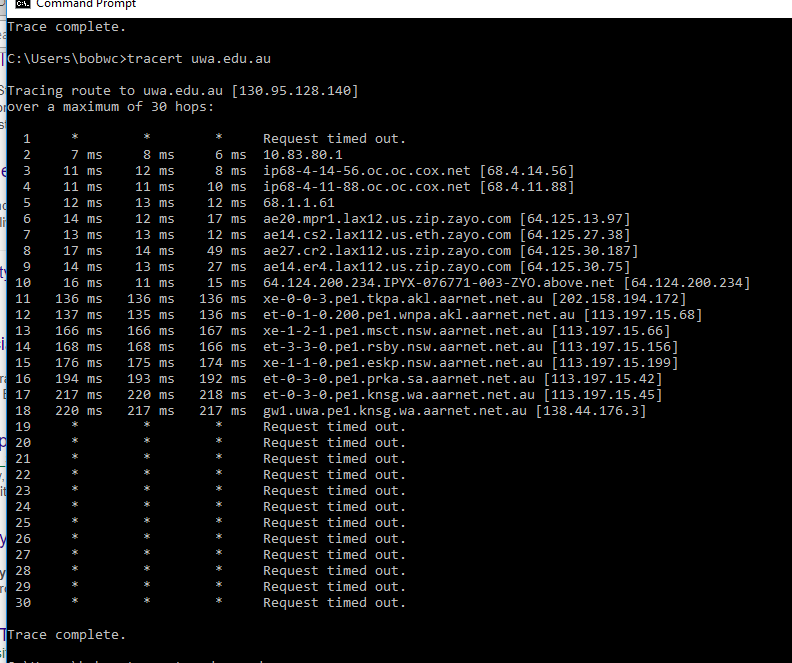 Command Prompt
Trace complete.
C:\Users\bobwc>tracert uwa.edu.au
Tracing route to uwa.edu.au [130.95.128.140]
over a maximum of 30 hops:
1 * * * Request timed out.
2 7 ms 8 ms 6 ms 10.83.80.1
3 11 ms 12 ms 8 ms ip68-4-14-56.oc.oc.cox.net [68.4.14.56]
4 11 ms 11 ms 10 ms ip68-4-11-88.oc.oc.cox.net [68.4.11.88]
5 12 ms 13 ms 12 ms 68.1.1.61
6 14 ms 12 ms 17 ms ae20.mpr1.lax112.us.zip.zayo.com [64.125.13.97]
7 13 ms 13 ms 12 ms ae14.cs2.lax112.us.eth.zayo.com [64.125.27.38]
8 17 ms 14 ms 49 ms ae27.cr2.lax112.us.zip.zayo.com [64.125.30.187]
9 14 ms 13 ms 27 ms ae14.er4.lax112.us.zip.zayo.com [64.125.30.75]
10 16 ms 11 ms 15 ms 64.124.200.234.IPYX-076771-003-ZYO.above.net [64.124.200.234]
11 136 ms 136 ms 136 ms xe-0-0-3.pe1.tkpa.akl.aarnet.net.au [202.158.194.172]
12 137 ms 135 ms 136 ms et-0-1-0.200.pe1.wnpa.akl.aarnet.net.au [113.197.15.68]
13 166 ms 166 ms 167 ms xe-1-2-1.pe1.msct.nsw.aarnet.net.au [113.197.15.66]
14 168 ms 168 ms 166 ms et-3-3-0.pe1.rsby.nsw.aarnet.net.au [113.197.15.156]
15 176 ms 175 ms 174 ms xe-1-1-0.pe1.eskp.nsw.aarnet.net.au [113.197.15.199]
16 194 ms 193 ms 192 ms et-0-3-0.pe1.prka.sa.aarnet.net.au [113.197.15.42]
17 217 ms 220 ms 218 ms et-0-3-0.pe1.knsg.wa.aarnet.net.au [113.197.15.45]
18 220 ms 217 ms 217 ms gw1.uwa.pe1.knsg.wa.aarnet.net.au [138.44.176.3]
19 * * * Request timed out.
20 * * * Request timed out.
21 * * * Request timed out.
22 * * * Request timed out.
23 * * * Request timed out.
24 * * * Request timed out.
25 * * * Request timed out.
26 * * * Request timed out.
27 * * * Request timed out.
28 * * * Request timed out.
29 * * * Request timed out.
30 * * * Request timed out.
Trace complete.